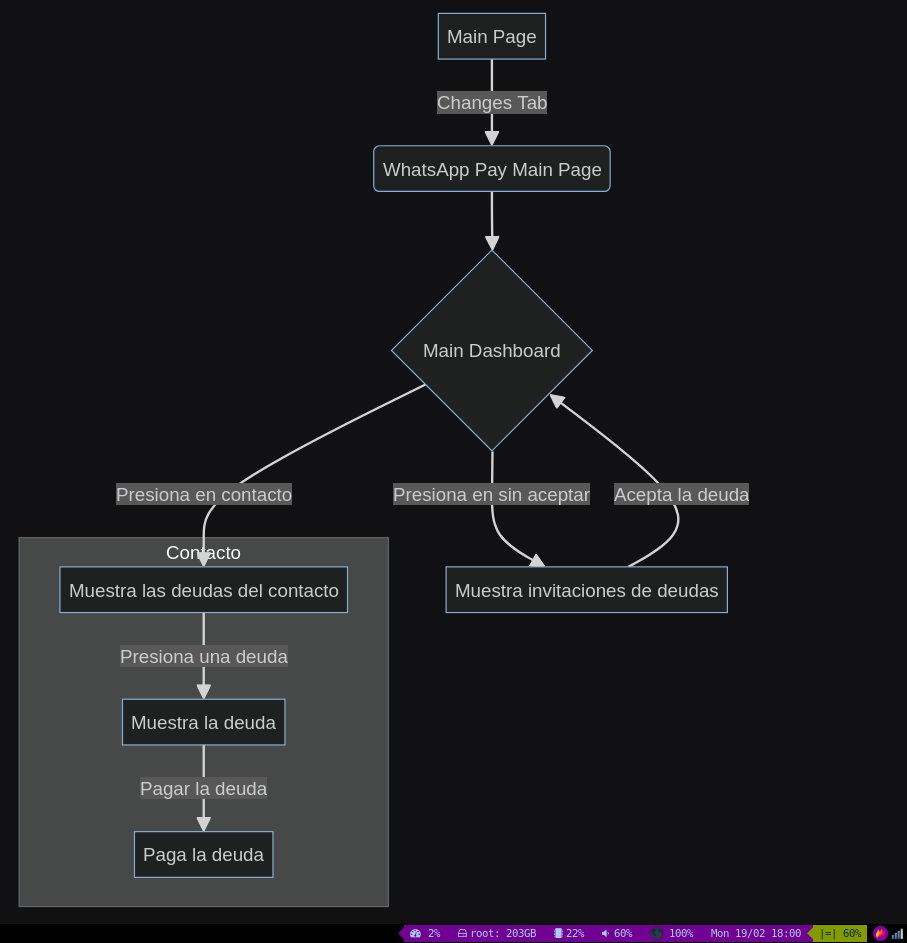 Main Page
Changes Tab
WhatsApp Pay Main Page
Main Dashboard
Presiona en contacto
Presiona en sin aceptar
Acepta la deuda
Contacto
Muestra las deudas del contacto
Muestra invitaciones de deudas
Presiona una deuda
Muestra la deuda
Pagar la deuda
Paga la deuda
2% root: 203GB 22% 60% 100% Mon 19/02 18:00 |=| 60%